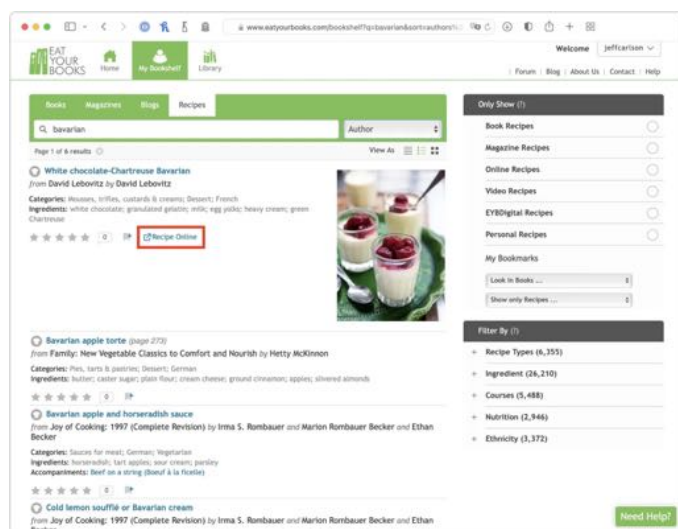 www.eatyourbooks.com/bookshelf?q=bavarian&sort=authors
EAT
YOUR
BOOKS
Home
My Bookshelf
Library
Welcome jeffcarlson
Forum | Blog | About Us | Contact | Help
Books Magazines Blogs Recipes
bavarian
Author
Page 1 of 6 results
View As
White chocolate-Chartreuse Bavarian
from David Lebovitz by David Lebovitz
Categories: Mousses, trifles, custards & creams; Dessert; French
Ingredients: white chocolate; granulated gelatin; milk; egg yolks; heavy cream; green
Chartreuse
0
Recipe Online
Bavarian apple torte (page 273)
from Family: New Vegetable Classics to Comfort and Nourish by Hetty McKinnon
Categories: Pies, tarts & pastries; Dessert; German
Ingredients: butter; caster sugar; plain flour; cream cheese; ground cinnamon; apples; slivered almonds
0
Bavarian apple and horseradish sauce
from Joy of Cooking: 1997 (Complete Revision) by Irma S. Rombauer and Marion Rombauer Becker and Ethan
Becker
Categories: Sauces for meat; German; Vegetarian
Ingredients: horseradish; tart apples; sour cream; parsley
Accompaniments: Beef on a string (Boeuf à la ficelle)
0
Cold lemon soufflé or Bavarian cream
from Joy of Cooking: 1997 (Complete Revision) by Irma S. Rombauer and Marion Rombauer Becker and Ethan
Only Show (?)
Book Recipes
Magazine Recipes
Online Recipes
Video Recipes
EYBDigital Recipes
Personal Recipes
My Bookmarks
Look in Books ...
Show only Recipes ...
Filter By (?)
+ Recipe Types (6,355)
+ Ingredient (26,210)
+ Courses (5,488)
+ Nutrition (2,946)
+ Ethnicity (3,372)
Need Help?